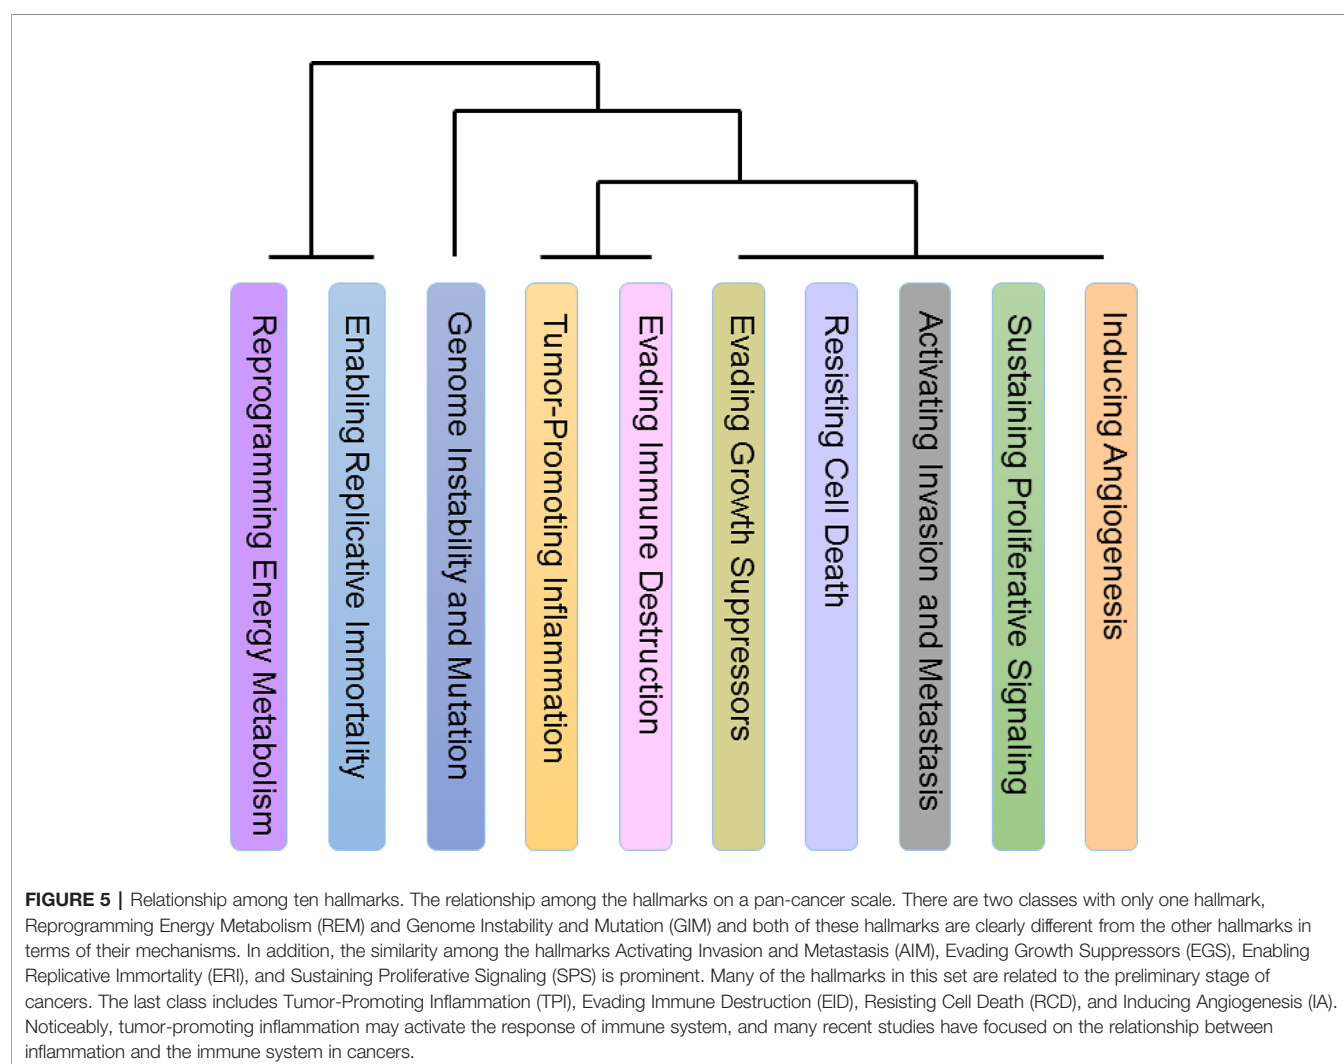 Reprogramming Energy Metabolism
Enabling Replicative Immortality
Genome Instability and Mutation
Tumor-Promoting Inflammation
Evading Immune Destruction
Evading Growth Suppressors
Resisting Cell Death
Activating Invasion and Metastasis
Sustaining Proliferative Signaling
Inducing Angiogenesis
FIGURE 5 | Relationship among ten hallmarks. The relationship among the hallmarks on a pan-cancer scale. There are two classes with only one hallmark,
Reprogramming Energy Metabolism (REM) and Genome Instability and Mutation (GIM) and both of these hallmarks are clearly different from the other hallmarks in
terms of their mechanisms. In addition, the similarity among the hallmarks Activating Invasion and Metastasis (AIM), Evading Growth Suppressors (EGS), Enabling
Replicative Immortality (ERI), and Sustaining Proliferative Signaling (SPS) is prominent. Many of the hallmarks in this set are related to the preliminary stage of
cancers. The last class includes Tumor-Promoting Inflammation (TPI), Evading Immune Destruction (EID), Resisting Cell Death (RCD), and Inducing Angiogenesis (IA).
Noticeably, tumor-promoting inflammation may activate the response of immune system, and many recent studies have focused on the relationship between
inflammation and the immune system in cancers.